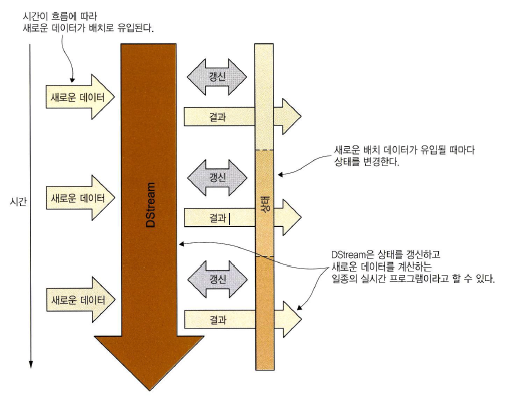 시간이 흐름에 따라
새로운 데이터가 배치로 유입된다.
새로운 데이터
갱신
결과
새로운 배치 데이터가 유입될 때마다
상태를 변경한다.
시간
새로운 데이터
DStream
갱신
상태
결과
DStream은 상태를 갱신하고
새로운 데이터를 계산하는
일종의 실시간 프로그램이라고 할 수 있다.
새로운 데이터
갱신
결과